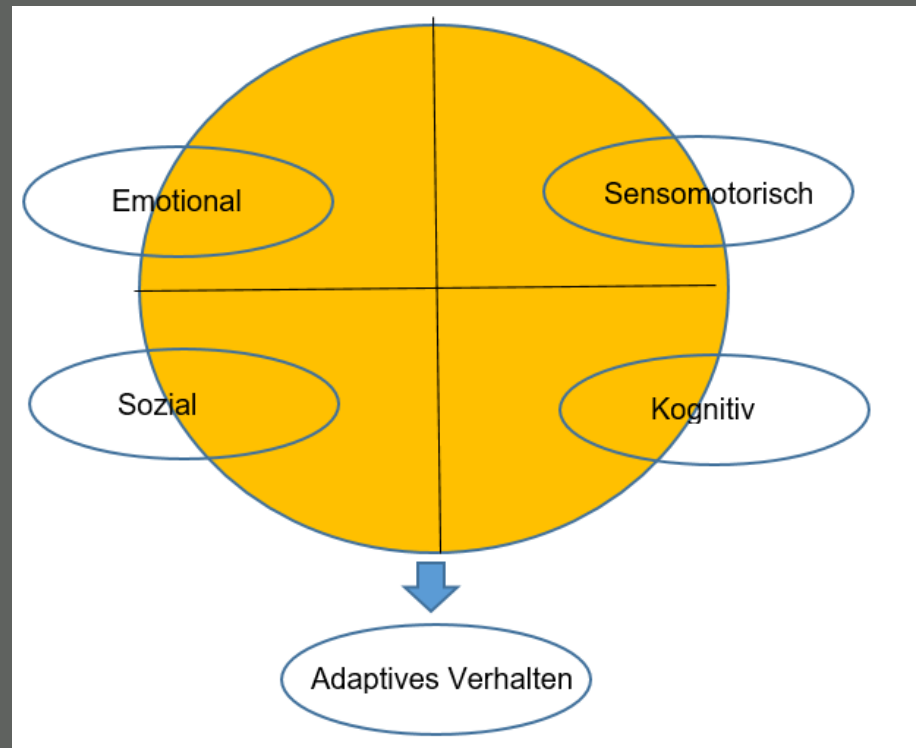 Emotional
Sensomotorisch
Sozial
Kognitiv
Adaptives Verhalten